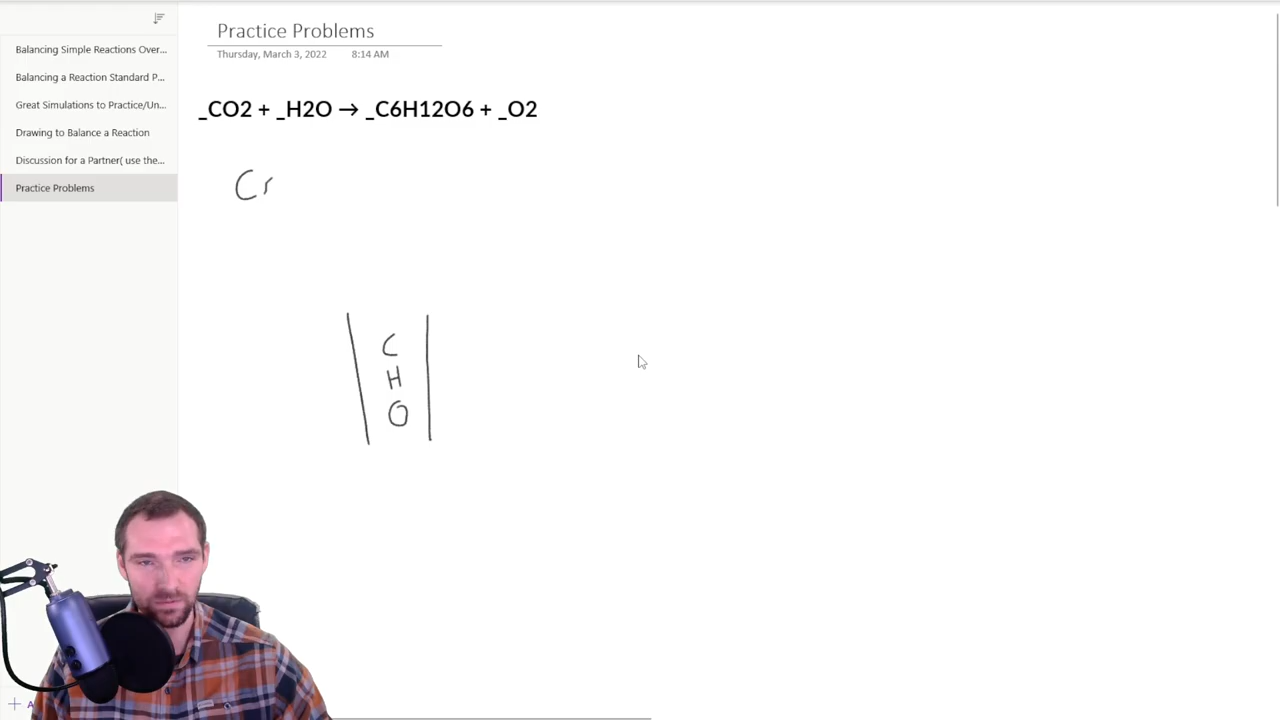 Practice Problems
Thursday, March 3, 2022 8:14 AM
Balancing Simple Reactions Over...
Balancing a Reaction Standard P...
Great Simulations to Practice/Un...
Drawing to Balance a Reaction
Discussion for a Partner( use the...
Practice Problems
_CO2 + _H2O → _C6H12O6 + _O2
Cr
C
H
O
+ A